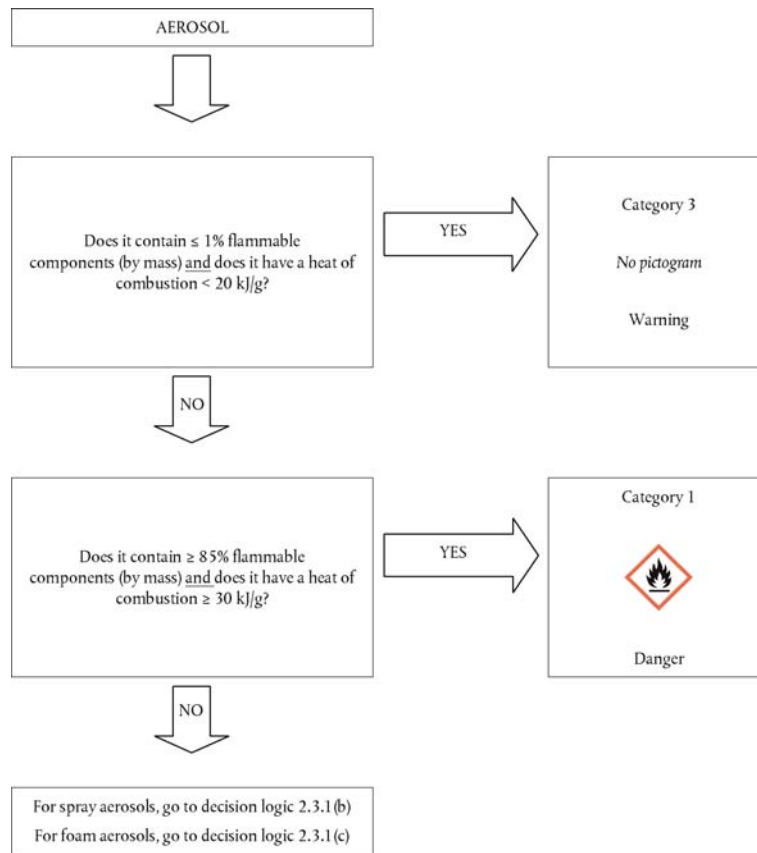 AEROSOL
Does it contain ≤ 1% flammable
components (by mass) and does it have a heat of
combustion < 20 kJ/g?
YES
Category 3
No pictogram
Warning
NO
Does it contain ≥ 85% flammable
components (by mass) and does it have a heat of
combustion ≥ 30 kJ/g?
YES
Category 1
Danger
NO
For spray aerosols, go to decision logic 2.3.1(b)
For foam aerosols, go to decision logic 2.3.1(c)